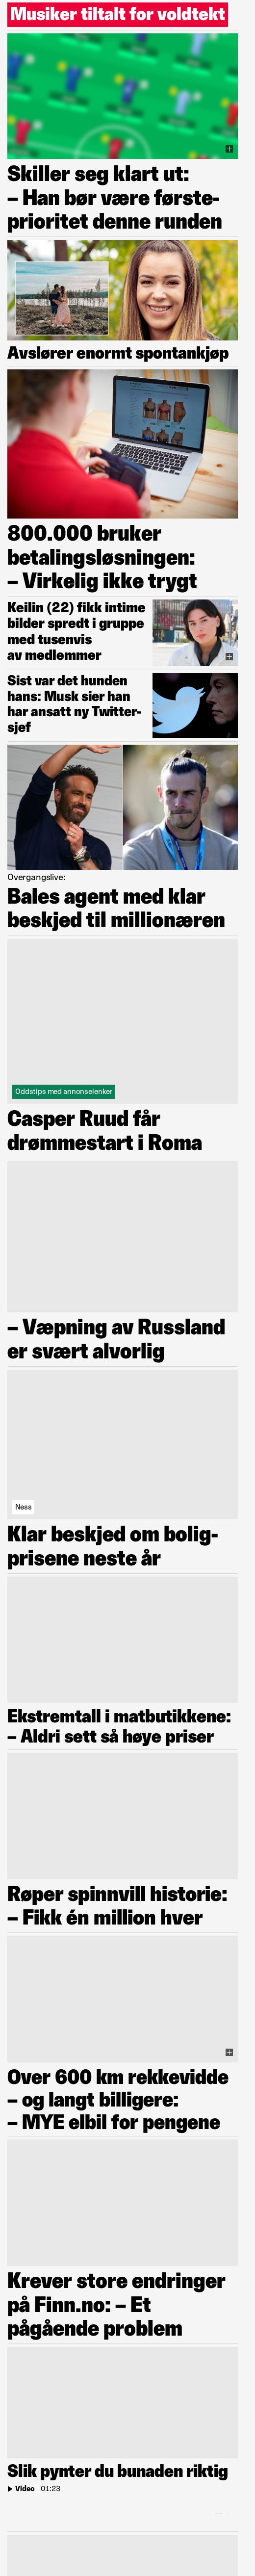 Musiker tiltalt for voldtekt
Skiller seg klart ut:
– Han bør være første-
prioritet denne runden
Avslører enormt spontankjøp
800.000 bruker
betalingsløsningen:
– Virkelig ikke trygt
Keilin (22) fikk intime
bilder spredt i gruppe
med tusenvis
av medlemmer
Sist var det hunden
hans: Musk sier han
har ansatt ny Twitter-
sjef
Overgangslive:
Bales agent med klar
beskjed til millionæren
Oddstips med annonselenker
Casper Ruud får
drømmestart i Roma
– Væpning av Russland
er svært alvorlig
Ness
Klar beskjed om bolig-
prisene neste år
Ekstremtall i matbutikkene:
– Aldri sett så høye priser
Røper spinnvill historie:
– Fikk én million hver
Over 600 km rekkevidde
– og langt billigere:
– MYE elbil for pengene
Krever store endringer
på Finn.no: – Et
pågående problem
Slik pynter du bunaden riktig
Video | 01:23